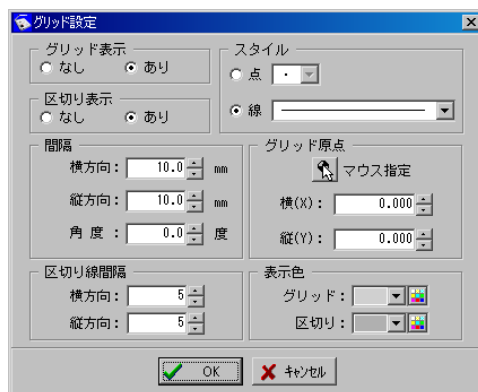 グリッド設定
グリッド表示
なし
あり
区切り表示
なし
あり
スタイル
点
線
間隔
横方向: 10.0 mm
縦方向: 10.0 mm
角 度: 0.0 度
グリッド原点
マウス指定
横(X): 0.000
縦(Y): 0.000
区切り線間隔
横方向: 5
縦方向: 5
表示色
グリッド:
区切り:
OK
キャンセル